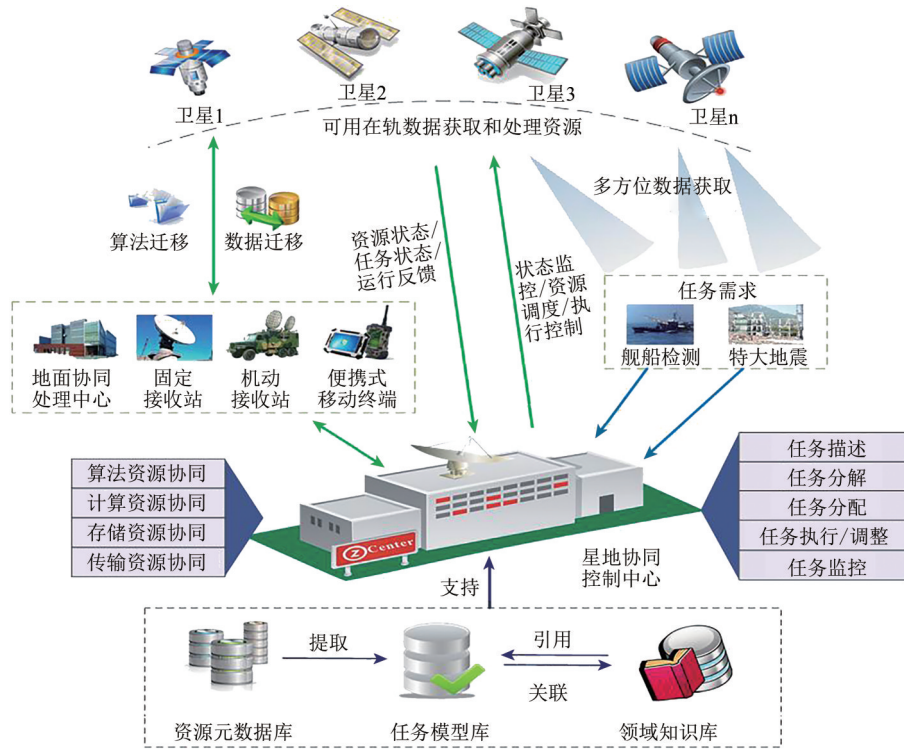 卫星1
卫星2
卫星3
卫星n
可用在轨数据获取和处理资源
多方位数据获取
算法迁移
数据迁移
资源状态/
任务状态/
运行反馈
状态监
控/资源
调度/执
行控制
任务需求
舰船检测
特大地震
地面协同
处理中心
固定
接收站
机动
接收站
便携式
移动终端
算法资源协同
计算资源协同
存储资源协同
传输资源协同
任务描述
任务分解
任务分配
任务执行/调整
任务监控
Z Center
星地协同
控制中心
支持
提取
引用
关联
资源元数据库
任务模型库
领域知识库